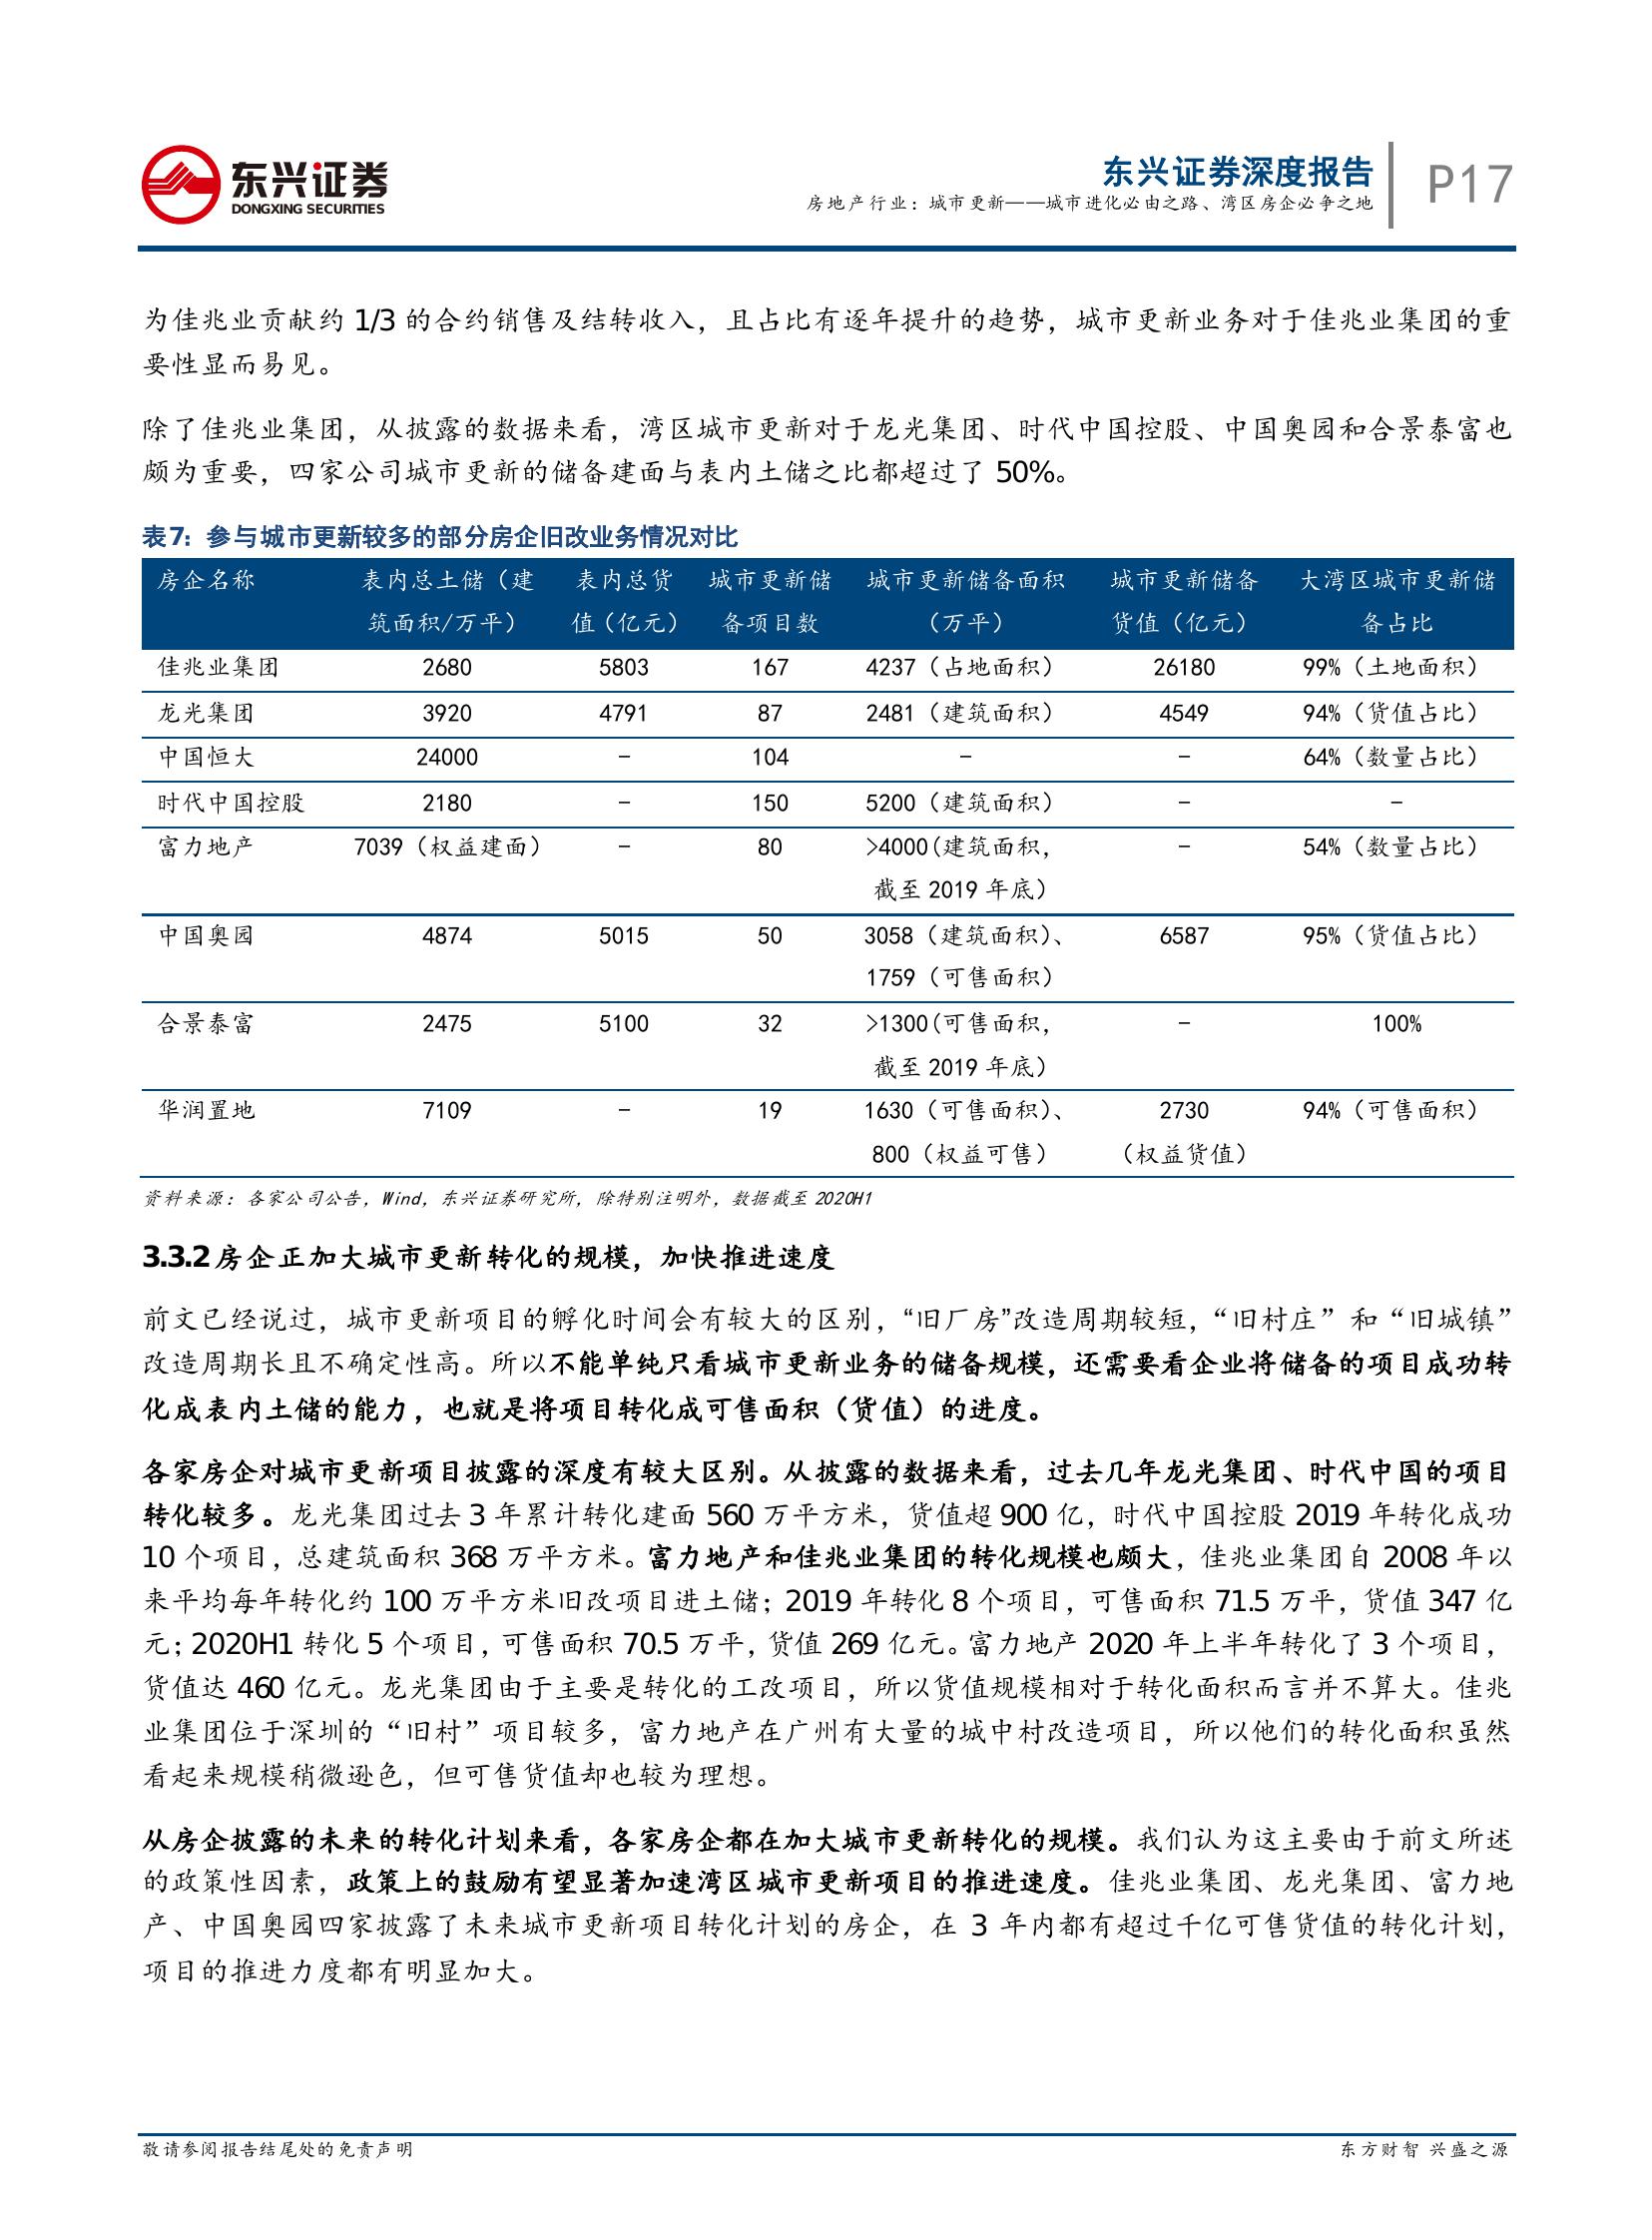 东兴证券
DONGXING SECURITIES
东兴证券深度报告
房地产行业：城市更新——城市进化必由之路、湾区房企必争之地
P17
为佳兆业贡献约 1/3 的合约销售及结转收入，且占比有逐年提升的趋势，城市更新业务对于佳兆业集团的重
要性显而易见。
除了佳兆业集团，从披露的数据来看，湾区城市更新对于龙光集团、时代中国控股、中国奥园和合景泰富也
颇为重要，四家公司城市更新的储备建面与表内土储之比都超过了 50%。
表7：参与城市更新较多的部分房企旧改业务情况对比
房企名称 表内总土储（建 表内总货 城市更新储 城市更新储备面积 城市更新储备 大湾区城市更新储
筑面积/万平） 值（亿元） 备项目数 （万平） 货值（亿元） 备占比
佳兆业集团 2680 5803 167 4237（占地面积） 26180 99%（土地面积）
龙光集团 3920 4791 87 2481（建筑面积） 4549 94%（货值占比）
中国恒大 24000 - 104 - - 64%（数量占比）
时代中国控股 2180 - 150 5200（建筑面积） - -
富力地产 7039（权益建面） - 80 >4000(建筑面积， - 54%（数量占比）
截至 2019 年底）
中国奥园 4874 5015 50 3058（建筑面积）、 6587 95%（货值占比）
1759（可售面积）
合景泰富 2475 5100 32 >1300(可售面积， - 100%
截至 2019 年底）
华润置地 7109 - 19 1630（可售面积）、 2730 94%（可售面积）
800（权益可售） （权益货值）
资料来源：各家公司公告，Wind，东兴证券研究所，除特别注明外，数据截至 2020H1
3.3.2 房企正加大城市更新转化的规模，加快推进速度
前文已经说过，城市更新项目的孵化时间会有较大的区别，“旧厂房”改造周期较短，“旧村庄”和“旧城镇”
改造周期长且不确定性高。所以不能单纯只看城市更新业务的储备规模，还需要看企业将储备的项目成功转
化成表内土储的能力，也就是将项目转化成可售面积（货值）的进度。
各家房企对城市更新项目披露的深度有较大区别。从披露的数据来看，过去几年龙光集团、时代中国的项目
转化较多。龙光集团过去 3 年累计转化建面 560 万平方米，货值超 900 亿，时代中国控股 2019 年转化成功
10 个项目，总建筑面积 368 万平方米。富力地产和佳兆业集团的转化规模也颇大，佳兆业集团自 2008 年以
来平均每年转化约 100 万平方米旧改项目进土储；2019 年转化 8 个项目，可售面积 71.5 万平，货值 347 亿
元；2020H1 转化 5 个项目，可售面积 70.5 万平，货值 269 亿元。富力地产 2020 年上半年转化了 3 个项目，
货值达 460 亿元。龙光集团由于主要是转化的工改项目，所以货值规模相对于转化面积而言并不算大。佳兆
业集团位于深圳的“旧村”项目较多，富力地产在广州有大量的城中村改造项目，所以他们的转化面积虽然
看起来规模稍微逊色，但可售货值却也较为理想。
从房企披露的未来的转化计划来看，各家房企都在加大城市更新转化的规模。我们认为这主要由于前文所述
的政策性因素，政策上的鼓励有望显著加速湾区城市更新项目的推进速度。佳兆业集团、龙光集团、富力地
产、中国奥园四家披露了未来城市更新项目转化计划的房企，在 3 年内都有超过千亿可售货值的转化计划，
项目的推进力度都有明显加大。
敬请参阅报告结尾处的免责声明
东方财智 兴盛之源